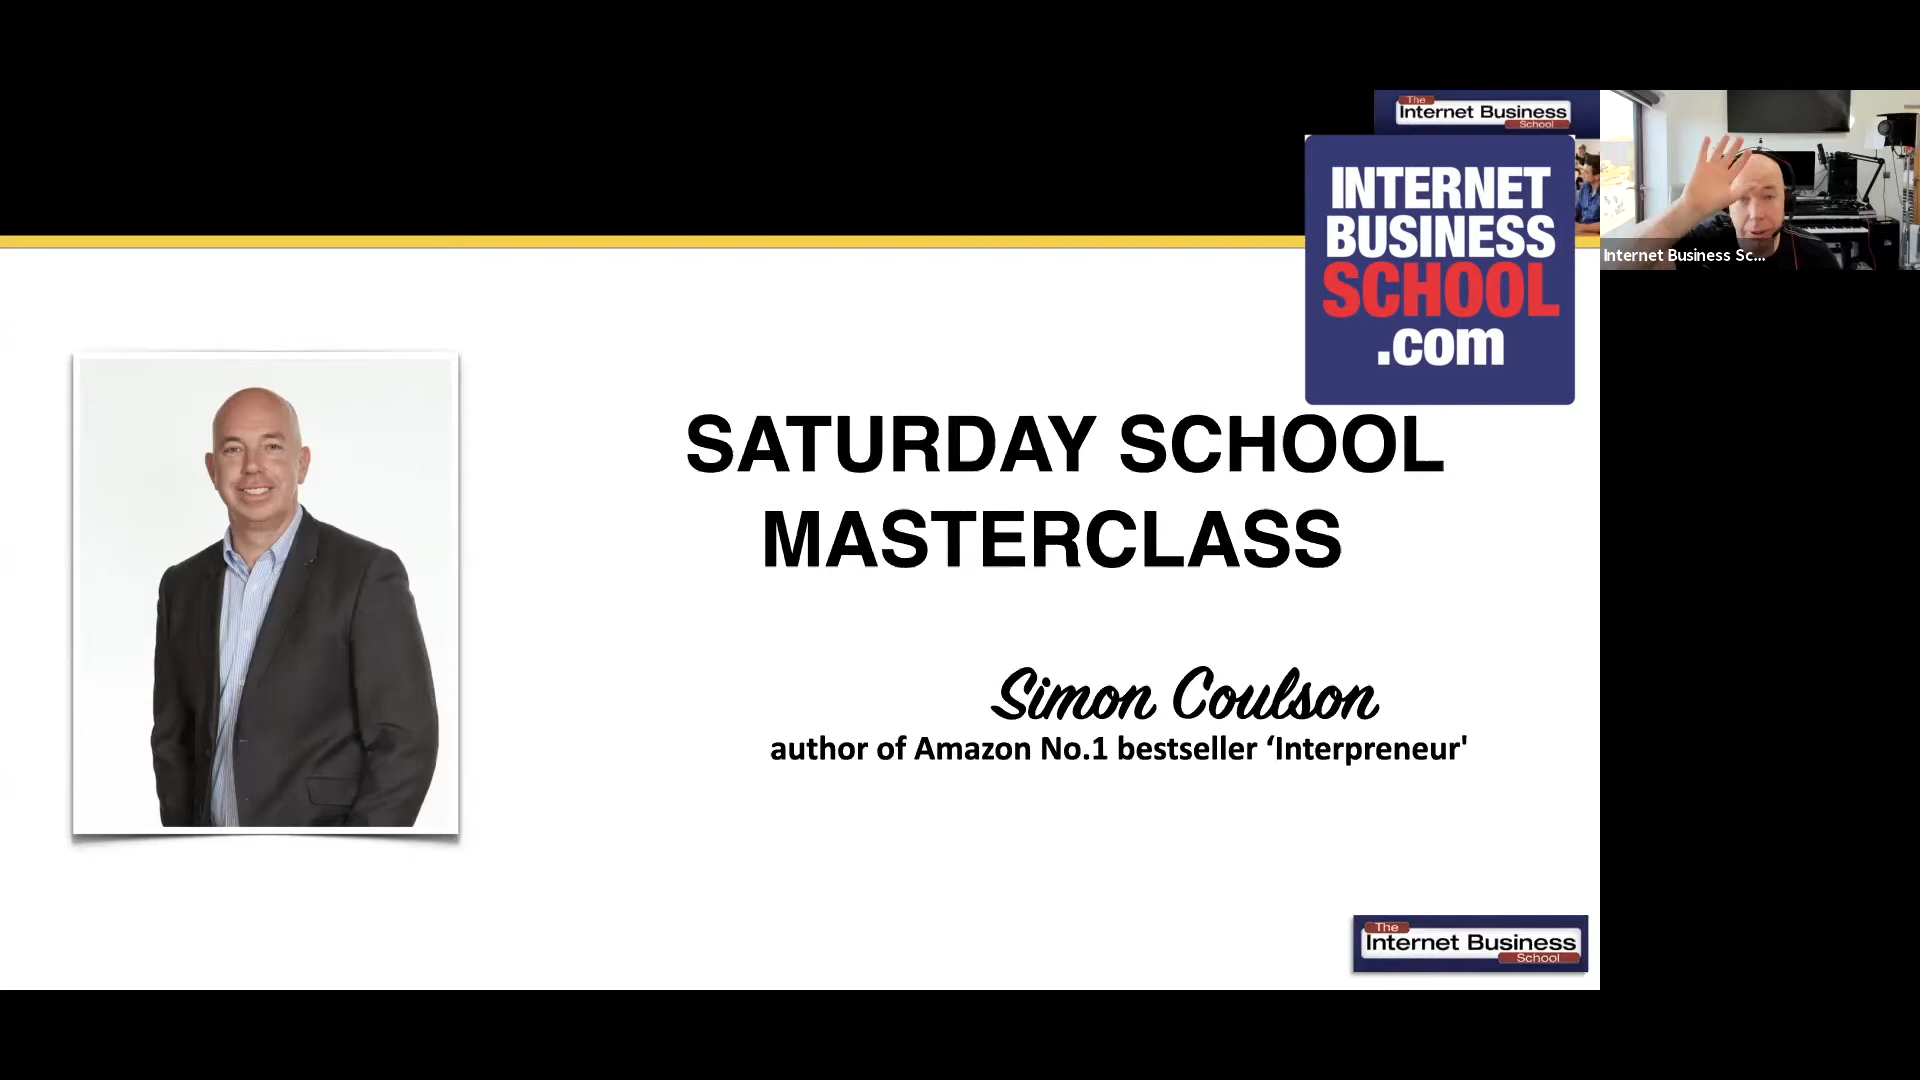 The
Internet Business
School
INTERNET
BUSINESS
SCHOOL
.com
Internet Business Sc...
SATURDAY SCHOOL
MASTERCLASS
Simon Coulson
author of Amazon No.1 bestseller ‘Interpreneur'
The
Internet Business
School